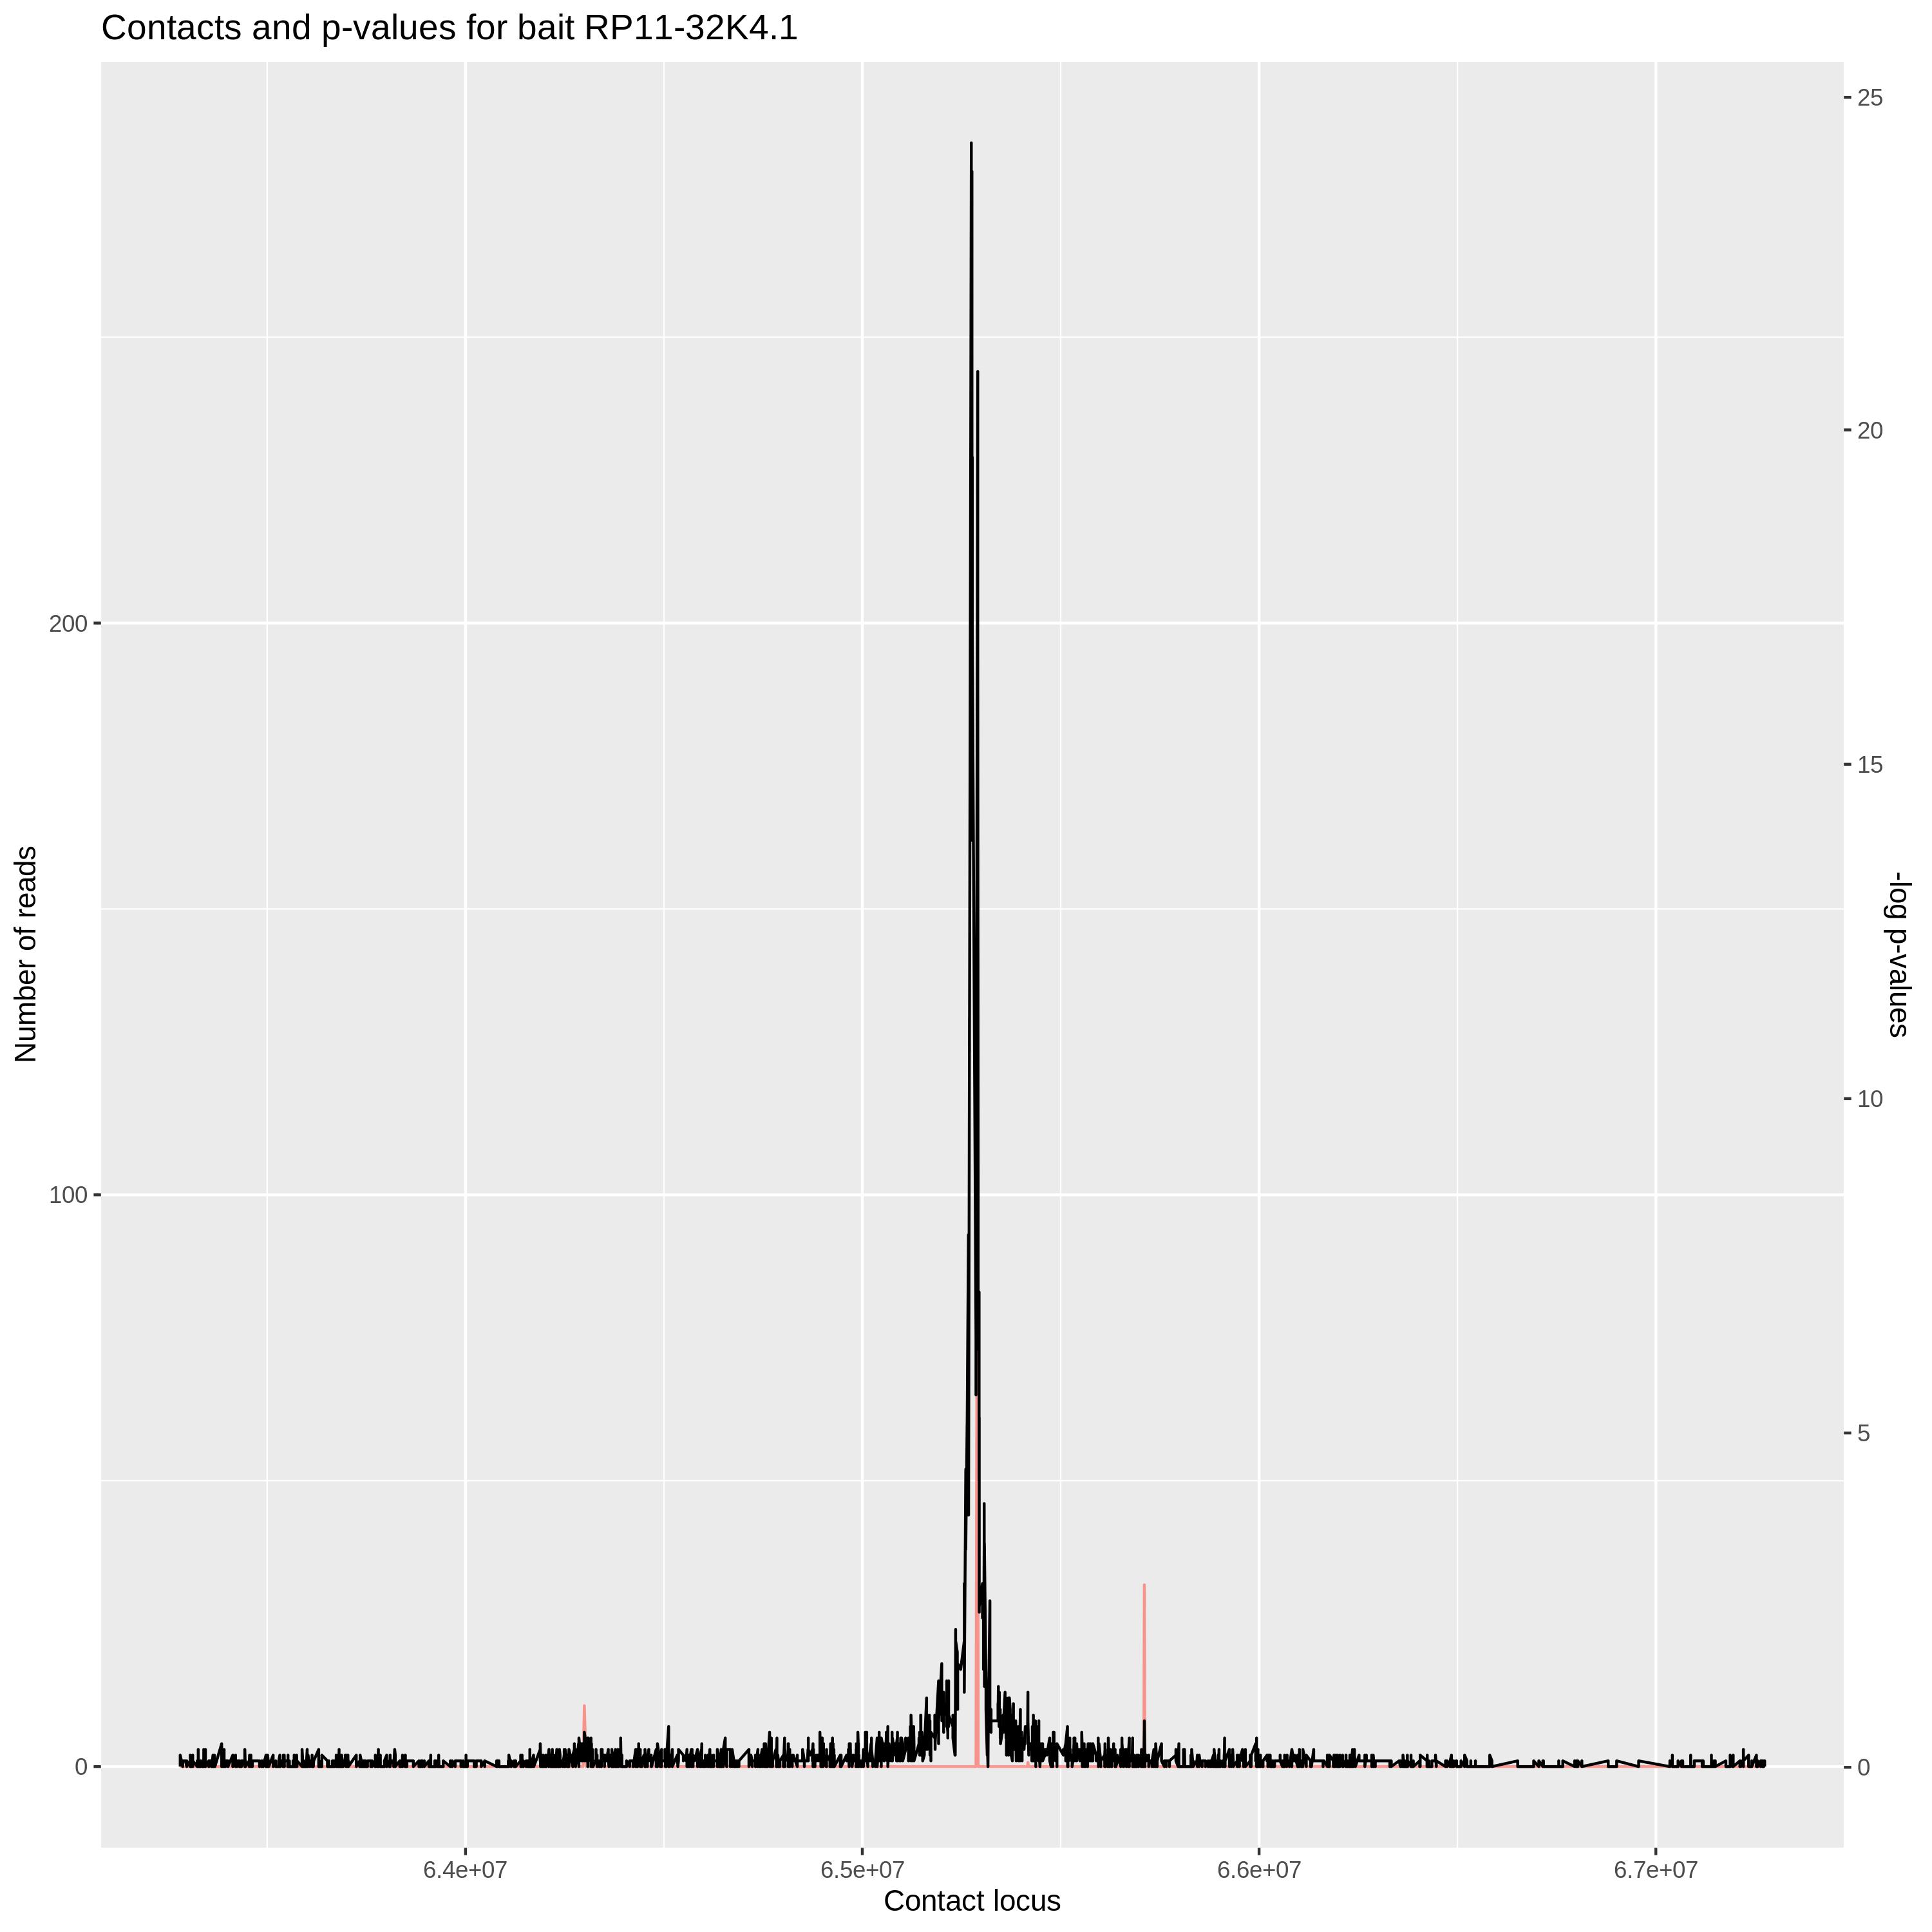 Contacts and p-values for bait RP11-32K4.1
Number of reads
200
100
0
25
20
15
10
5
0
-log p-values
6.4e+07
6.5e+07
6.6e+07
6.7e+07
Contact locus